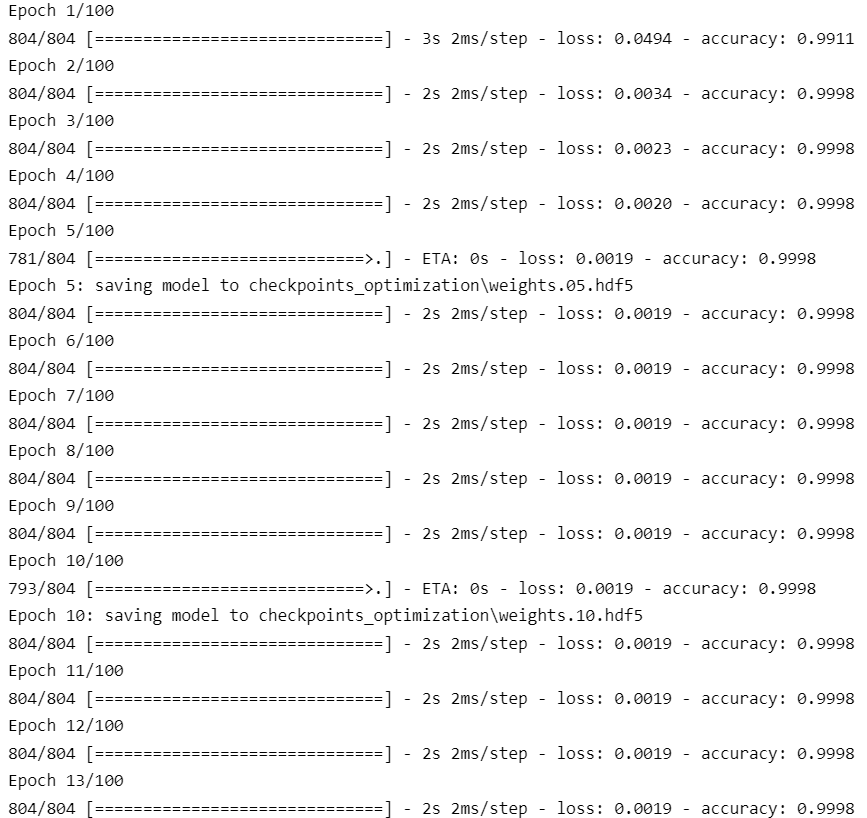 Epoch 1/100
804/804 [==============================] - 3s 2ms/step - loss: 0.0494 - accuracy: 0.9911
Epoch 2/100
804/804 [==============================] - 2s 2ms/step - loss: 0.0034 - accuracy: 0.9998
Epoch 3/100
804/804 [==============================] - 2s 2ms/step - loss: 0.0023 - accuracy: 0.9998
Epoch 4/100
804/804 [==============================] - 2s 2ms/step - loss: 0.0020 - accuracy: 0.9998
Epoch 5/100
781/804 [============================>.] - ETA: 0s - loss: 0.0019 - accuracy: 0.9998
Epoch 5: saving model to checkpoints_optimization\weights.05.hdf5
804/804 [==============================] - 2s 2ms/step - loss: 0.0019 - accuracy: 0.9998
Epoch 6/100
804/804 [==============================] - 2s 2ms/step - loss: 0.0019 - accuracy: 0.9998
Epoch 7/100
804/804 [==============================] - 2s 2ms/step - loss: 0.0019 - accuracy: 0.9998
Epoch 8/100
804/804 [==============================] - 2s 2ms/step - loss: 0.0019 - accuracy: 0.9998
Epoch 9/100
804/804 [==============================] - 2s 2ms/step - loss: 0.0019 - accuracy: 0.9998
Epoch 10/100
793/804 [============================>.] - ETA: 0s - loss: 0.0019 - accuracy: 0.9998
Epoch 10: saving model to checkpoints_optimization\weights.10.hdf5
804/804 [==============================] - 2s 2ms/step - loss: 0.0019 - accuracy: 0.9998
Epoch 11/100
804/804 [==============================] - 2s 2ms/step - loss: 0.0019 - accuracy: 0.9998
Epoch 12/100
804/804 [==============================] - 2s 2ms/step - loss: 0.0019 - accuracy: 0.9998
Epoch 13/100
804/804 [==============================] - 2s 2ms/step - loss: 0.0019 - accuracy: 0.9998